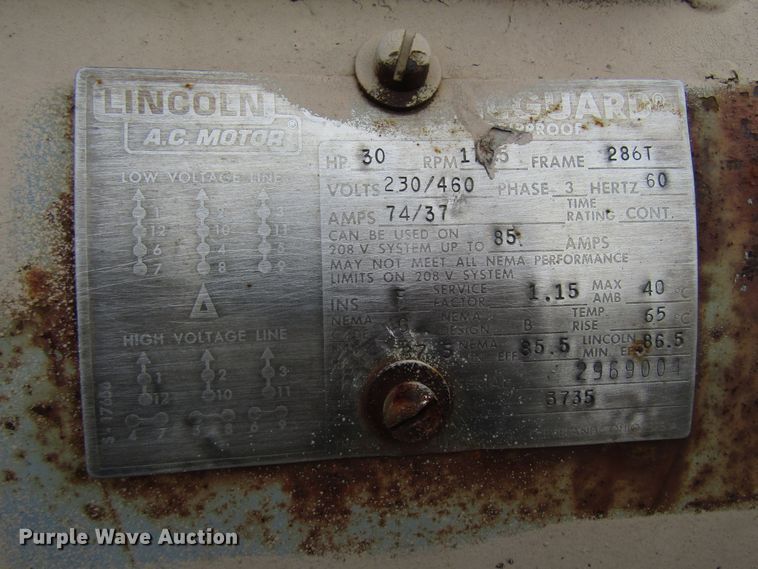 LINCOLN GUARD®
A.C. MOTOR® PROOF
HP 30 RPM FRAME 286T
LOW VOLTAGE LINE
VOLTS 230/460 PHASE 3 HERTZ 60
1 2 3
AMPS 74/37 TIME RATING CONT.
12 10 11
CAN BE USED ON
208 V SYSTEM UP TO 85. AMPS
6 4 5
MAY NOT MEET ALL NEMA PERFORMANCE
7 8 9
LIMITS ON 208 V SYSTEM
INS SERVICE FACTOR 1.15 MAX AMB 40 °C
NEMA NEMA DESIGN B TEMP. RISE 65 °C
HIGH VOLTAGE LINE
NEMA EFF 85.5 LINCOLN MIN EFF 86.5
1 2 3
2969004
12 10 11
3735
4 7 8 6 9